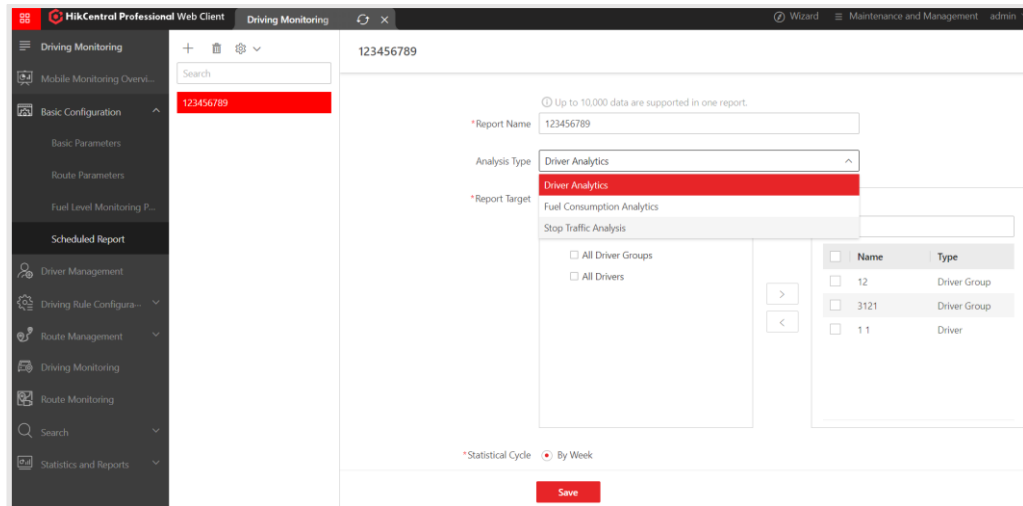 HikCentral Professional Web Client
Driving Monitoring
Wizard
Maintenance and Management
admin
Driving Monitoring
Mobile Monitoring Overvi...
Basic Configuration
Basic Parameters
Route Parameters
Fuel Level Monitoring P...
Scheduled Report
Driver Management
Driving Rule Configura...
Route Management
Driving Monitoring
Route Monitoring
Search
Statistics and Reports
Search
123456789
123456789
Up to 10,000 data are supported in one report.
*Report Name 123456789
Analysis Type Driver Analytics
Driver Analytics
*Report Target
Fuel Consumption Analytics
Stop Traffic Analysis
All Driver Groups
All Drivers
Name Type
12 Driver Group
3121 Driver Group
1 1 Driver
*Statistical Cycle By Week
Save